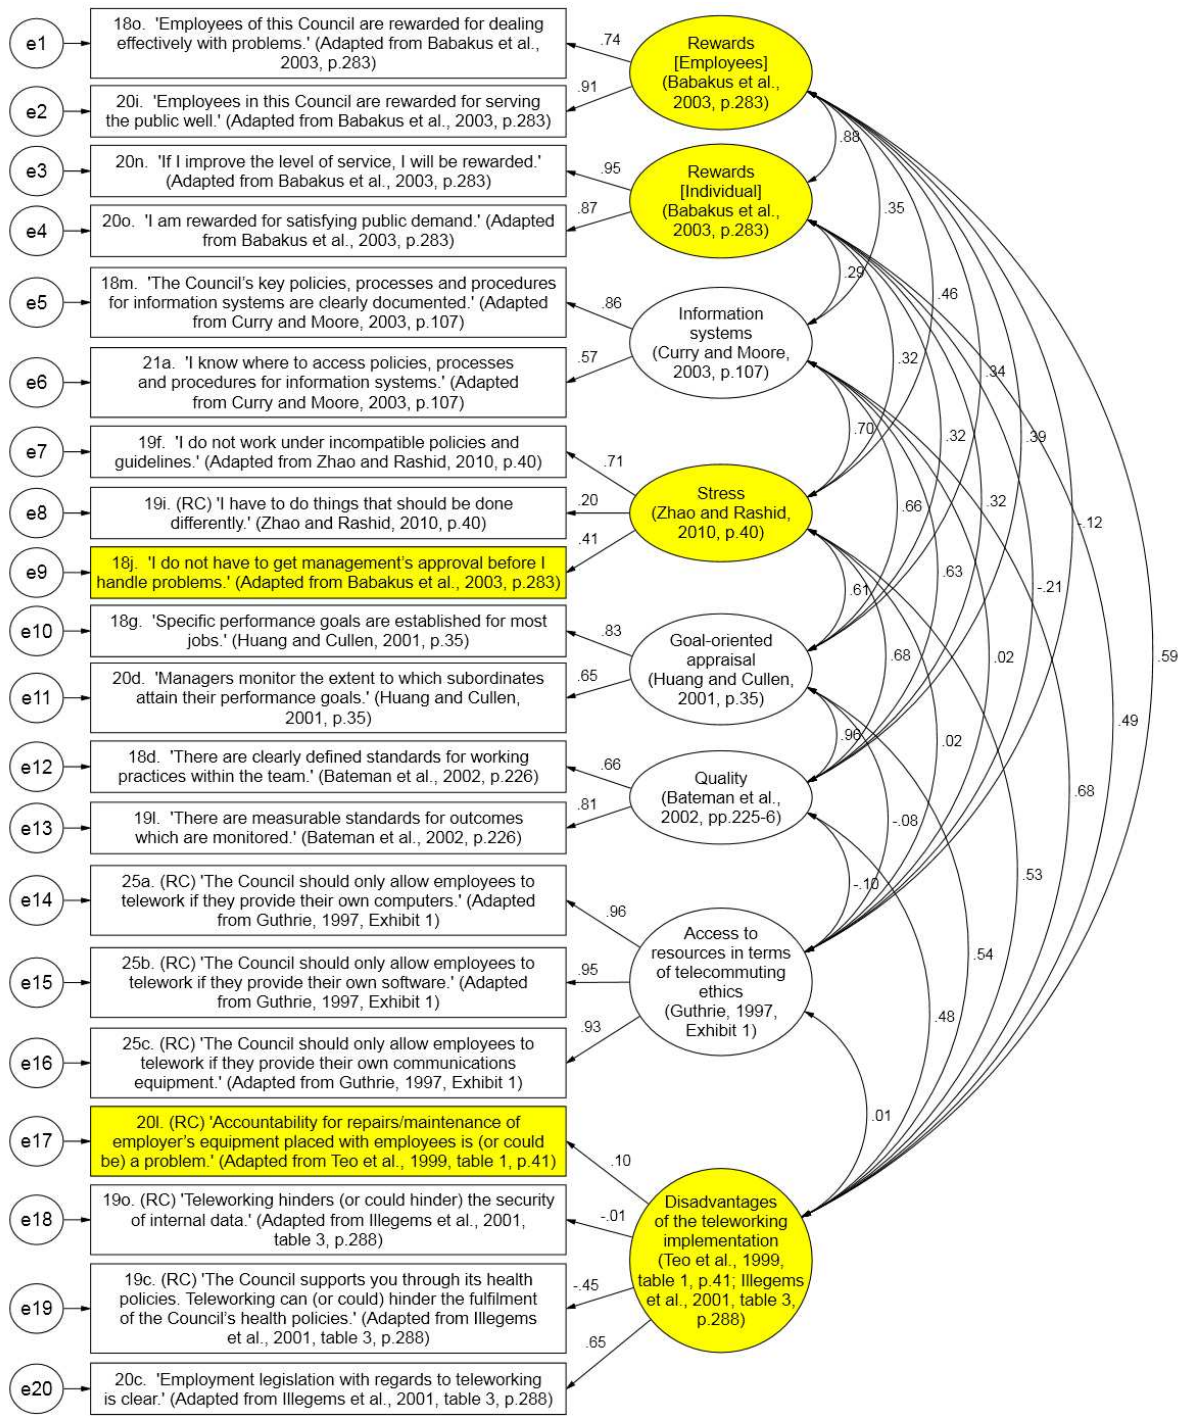 e1
18o. 'Employees of this Council are rewarded for dealing
effectively with problems.' (Adapted from Babakus et al.,
2003, p.283)
.74
e2
20i. 'Employees in this Council are rewarded for serving
the public well.' (Adapted from Babakus et al., 2003, p.283)
.91
Rewards
[Employees]
(Babakus et al.,
2003, p.283)
e3
20n. 'If I improve the level of service, I will be rewarded.'
(Adapted from Babakus et al., 2003, p.283)
.95
e4
20o. 'I am rewarded for satisfying public demand.' (Adapted
from Babakus et al., 2003, p.283)
.87
Rewards
[Individual]
(Babakus et al.,
2003, p.283)
e5
18m. 'The Council's key policies, processes and procedures
for information systems are clearly documented.' (Adapted
from Curry and Moore, 2003, p.107)
.86
e6
21a. 'I know where to access policies, processes
and procedures for information systems.' (Adapted
from Curry and Moore, 2003, p.107)
.57
Information
systems
(Curry and Moore,
2003, p.107)
e7
19f. 'I do not work under incompatible policies and
guidelines.' (Adapted from Zhao and Rashid, 2010, p.40)
.71
e8
19i. (RC) 'I have to do things that should be done
differently.' (Zhao and Rashid, 2010, p.40)
.20
e9
18j. 'I do not have to get management's approval before I
handle problems.' (Adapted from Babakus et al., 2003, p.283)
.41
Stress
(Zhao and Rashid,
2010, p.40)
e10
18g. 'Specific performance goals are established for most
jobs.' (Huang and Cullen, 2001, p.35)
.83
e11
20d. 'Managers monitor the extent to which subordinates
attain their performance goals.' (Huang and Cullen,
2001, p.35)
.65
Goal-oriented
appraisal
(Huang and Cullen,
2001, p.35)
e12
18d. 'There are clearly defined standards for working
practices within the team.' (Bateman et al., 2002, p.226)
.66
e13
19l. 'There are measurable standards for outcomes
which are monitored.' (Bateman et al., 2002, p.226)
.81
Quality
(Bateman et al.,
2002, pp.225-6)
e14
25a. (RC) 'The Council should only allow employees to
telework if they provide their own computers.' (Adapted
from Guthrie, 1997, Exhibit 1)
.96
e15
25b. (RC) 'The Council should only allow employees to
telework if they provide their own software.' (Adapted
from Guthrie, 1997, Exhibit 1)
.95
e16
25c. (RC) 'The Council should only allow employees to
telework if they provide their own communications
equipment.' (Adapted from Guthrie, 1997, Exhibit 1)
.93
Access to
resources in terms
of telecommuting
ethics
(Guthrie, 1997,
Exhibit 1)
e17
20l. (RC) 'Accountability for repairs/maintenance of
employer's equipment placed with employees is (or could
be) a problem.' (Adapted from Teo et al., 1999, table 1, p.41)
.10
e18
19o. (RC) 'Teleworking hinders (or could hinder) the security
of internal data.' (Adapted from Illegems et al., 2001,
table 3, p.288)
-.01
e19
19c. (RC) 'The Council supports you through its health
policies. Teleworking can (or could) hinder the fulfilment
of the Council's health policies.' (Adapted from Illegems
et al., 2001, table 3, p.288)
-.45
e20
20c. 'Employment legislation with regards to teleworking
is clear.' (Adapted from Illegems et al., 2001, table 3, p.288)
.65
Disadvantages
of the teleworking
implementation
(Teo et al., 1999,
table 1, p.41; Illegems
et al., 2001, table 3,
p.288)
.88
.35
.29
.46
.32
.34
.70
.32
.39
.66
.32
-.12
.63
-.21
.61
.68
.02
.59
.96
.02
.49
.68
-.08
-.10
.53
.54
.48
.01